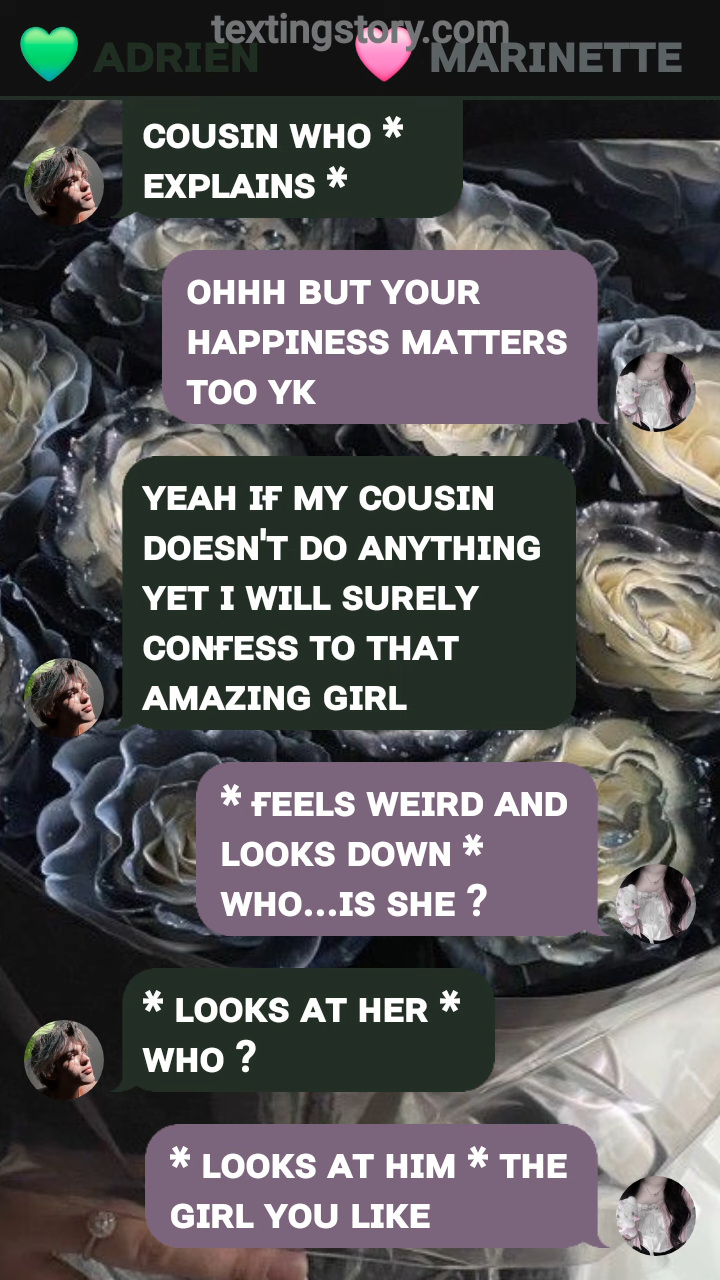 textingstory.com
💚 ADRIEN 🩷 MARINETTE
COUSIN WHO *
EXPLAINS *
OHHH BUT YOUR
HAPPINESS MATTERS
TOO YK
YEAH IF MY COUSIN
DOESN'T DO ANYTHING
YET I WILL SURELY
CONFESS TO THAT
AMAZING GIRL
* FEELS WEIRD AND
LOOKS DOWN *
WHO...IS SHE ?
* LOOKS AT HER *
WHO ?
* LOOKS AT HIM * THE
GIRL YOU LIKE